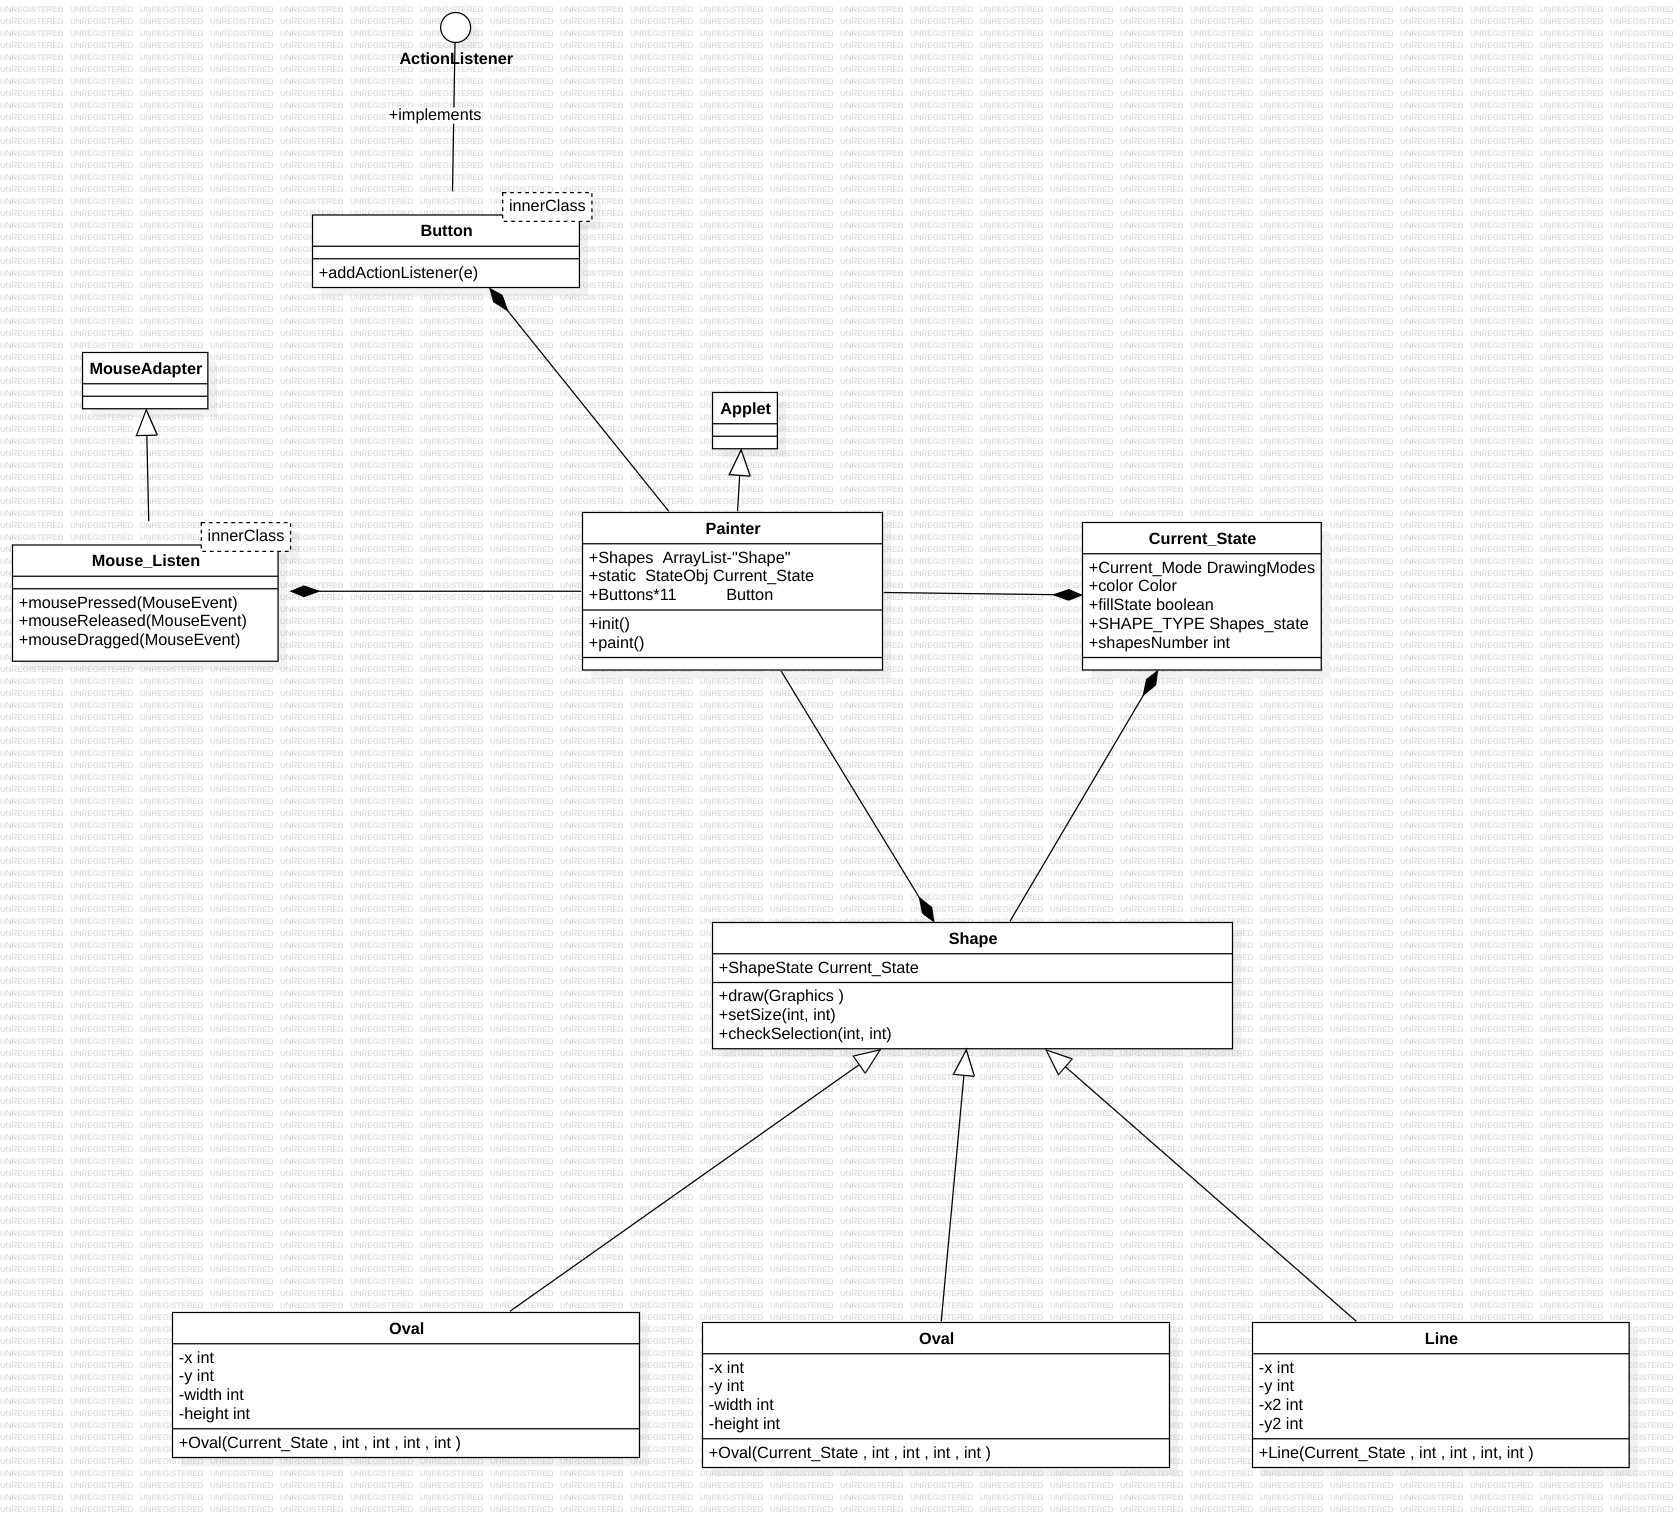 ActionListener
+implements
innerClass
Button
+addActionListener(e)
MouseAdapter
Applet
innerClass
Mouse_Listen
+mousePressed(MouseEvent)
+mouseReleased(MouseEvent)
+mouseDragged(MouseEvent)
Painter
+Shapes  ArrayList-"Shape"
+static  StateObj Current_State
+Buttons*11           Button
+init()
+paint()
Current_State
+Current_Mode DrawingModes
+color Color
+fillState boolean
+SHAPE_TYPE Shapes_state
+shapesNumber int
Shape
+ShapeState Current_State
+draw(Graphics )
+setSize(int, int)
+checkSelection(int, int)
Oval
-x int
-y int
-width int
-height int
+Oval(Current_State , int , int , int , int )
Oval
-x int
-y int
-width int
-height int
+Oval(Current_State , int , int , int , int )
Line
-x int
-y int
-x2 int
-y2 int
+Line(Current_State , int , int , int, int )
UNREGISTERED